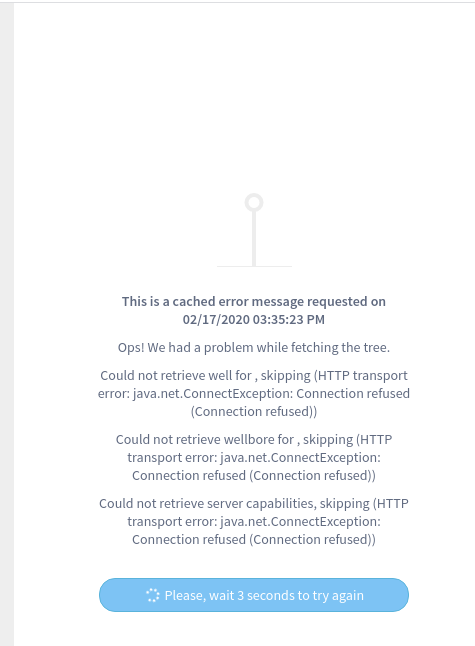 This is a cached error message requested on
02/17/2020 03:35:23 PM
Ops! We had a problem while fetching the tree.
Could not retrieve well for , skipping (HTTP transport
error: java.net.ConnectException: Connection refused
(Connection refused))
Could not retrieve wellbore for , skipping (HTTP
transport error: java.net.ConnectException:
Connection refused (Connection refused))
Could not retrieve server capabilities, skipping (HTTP
transport error: java.net.ConnectException:
Connection refused (Connection refused))
Please, wait 3 seconds to try again